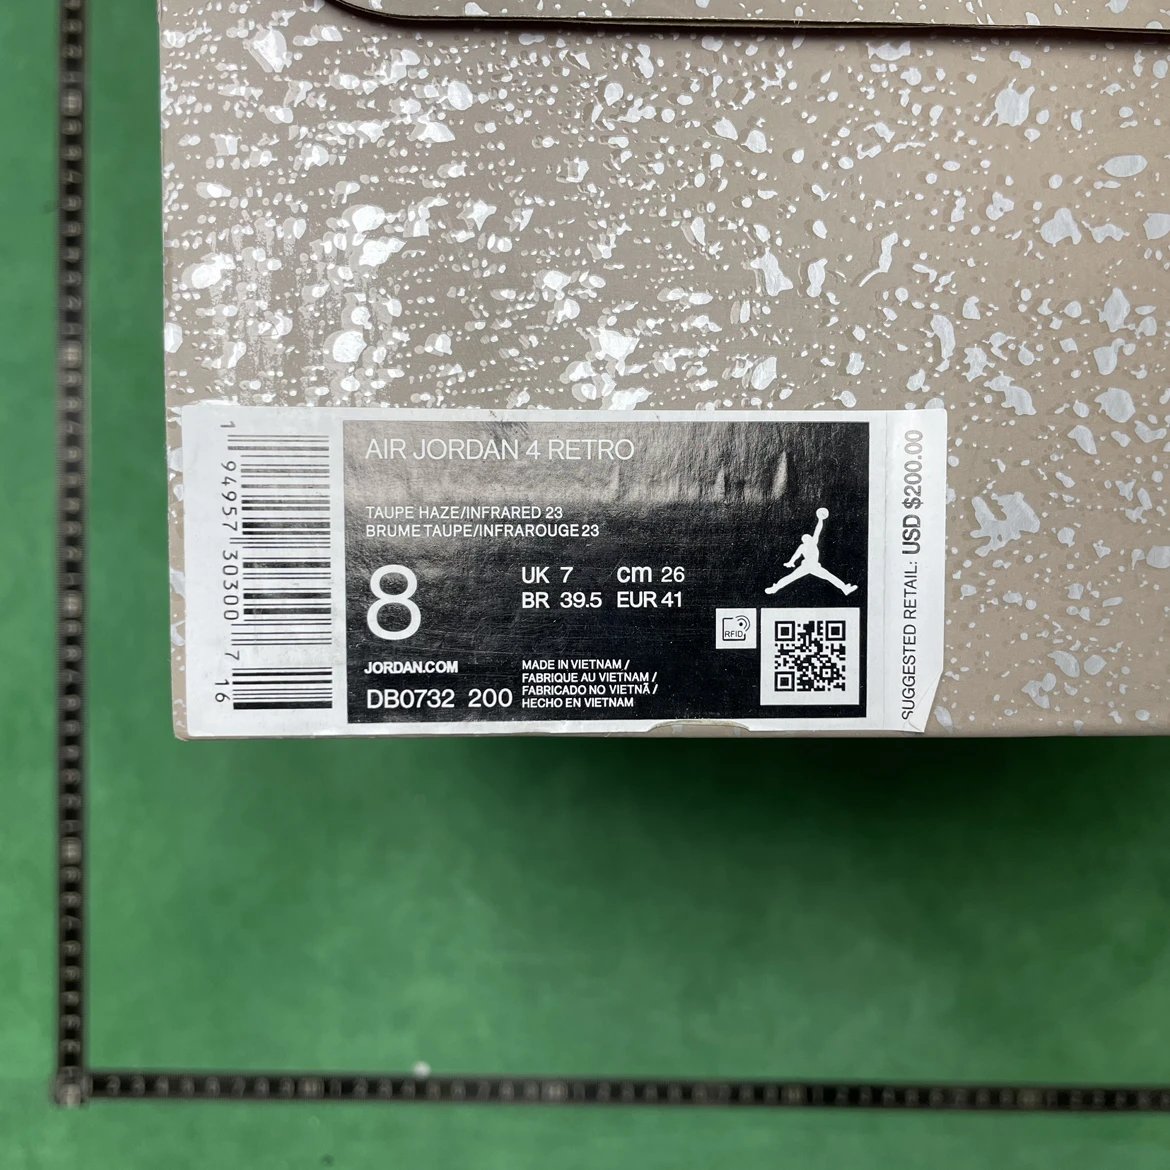 AIR JORDAN 4 RETRO
TAUPE HAZE/INFRARED 23
BRUME TAUPE/INFRAROUGE 23
8
UK 7 cm 26
BR 39.5 EUR 41
RFID
JORDAN.COM
DB0732 200
MADE IN VIETNAM /
FABRIQUE AU VIETNAM /
FABRICADO NO VIETNÃ /
HECHO EN VIETNAM
1 94957 30300 7 16
SUGGESTED RETAIL: USD $200.00